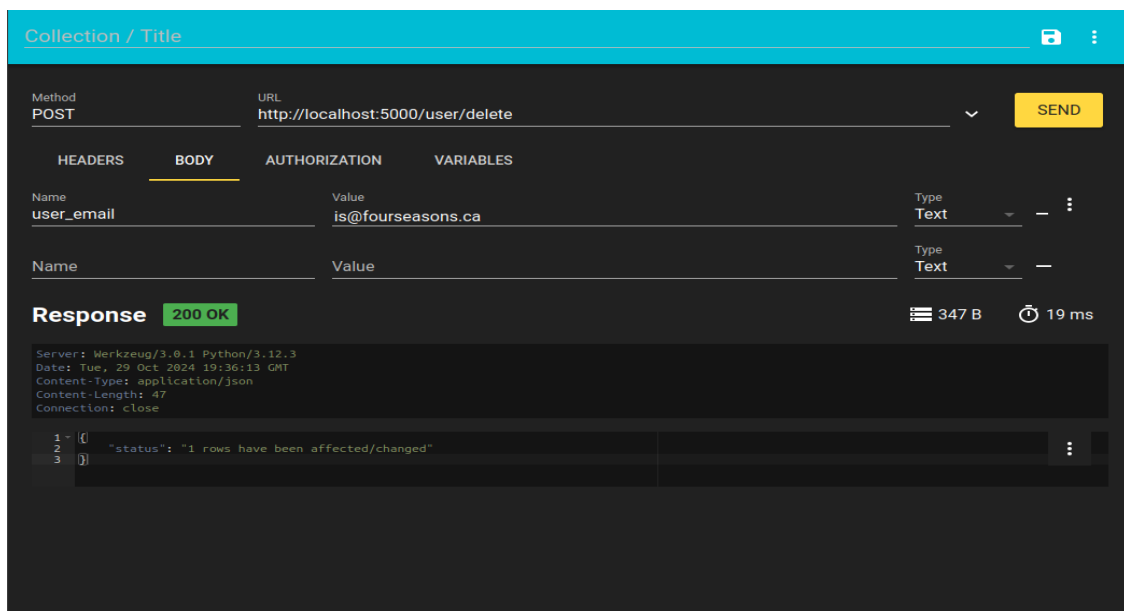 Collection / Title
Method
POST
URL
http://localhost:5000/user/delete
SEND
HEADERS BODY AUTHORIZATION VARIABLES
Name Value Type
user_email is@fourseasons.ca Text
Type
Name Value Text
Response 200 OK 347 B 19 ms
Server: Werkzeug/3.0.1 Python/3.12.3
Date: Tue, 29 Oct 2024 19:36:13 GMT
Content-Type: application/json
Content-Length: 47
Connection: close
1 {
2 "status": "1 rows have been affected/changed"
3 }